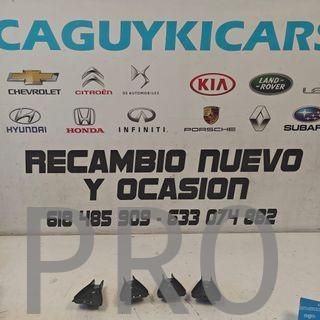 CAGUYKICARS
CHEVROLET CITROËN DS AUTOMOBILES KIA LAND ROVER
HYUNDAI HONDA INFINITI PORSCHE SUBARU
RECAMBIO NUEVO
Y OCASION
618 485 909 - 633 074 882
PRO